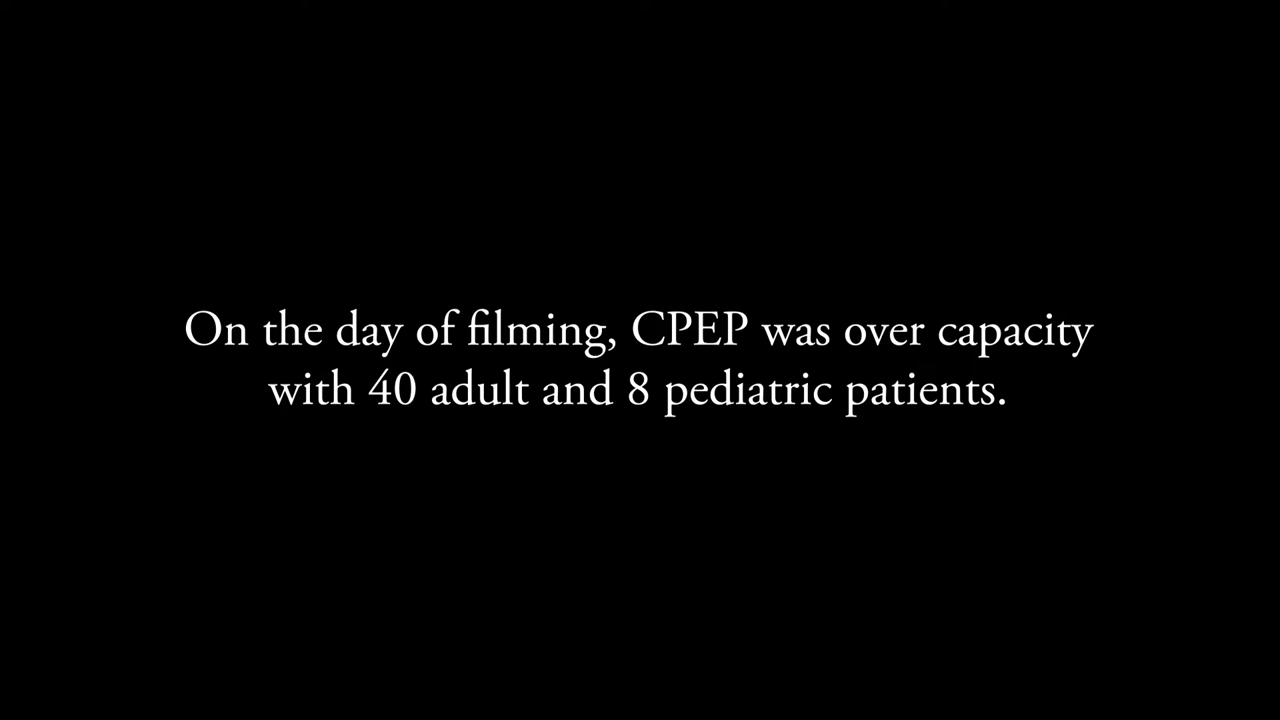 On the day of filming, CPEP was over capacity
with 40 adult and 8 pediatric patients.